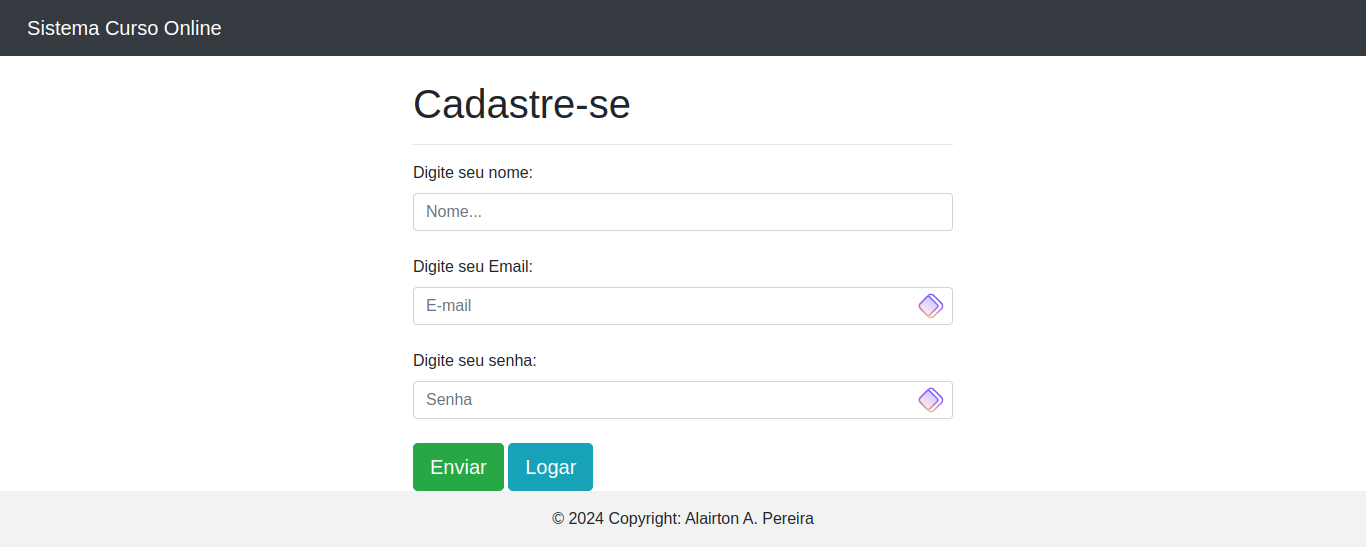 Sistema Curso Online
Cadastre-se
Digite seu nome:
Nome...
Digite seu Email:
E-mail
Digite seu senha:
Senha
Enviar Logar
© 2024 Copyright: Alairton A. Pereira